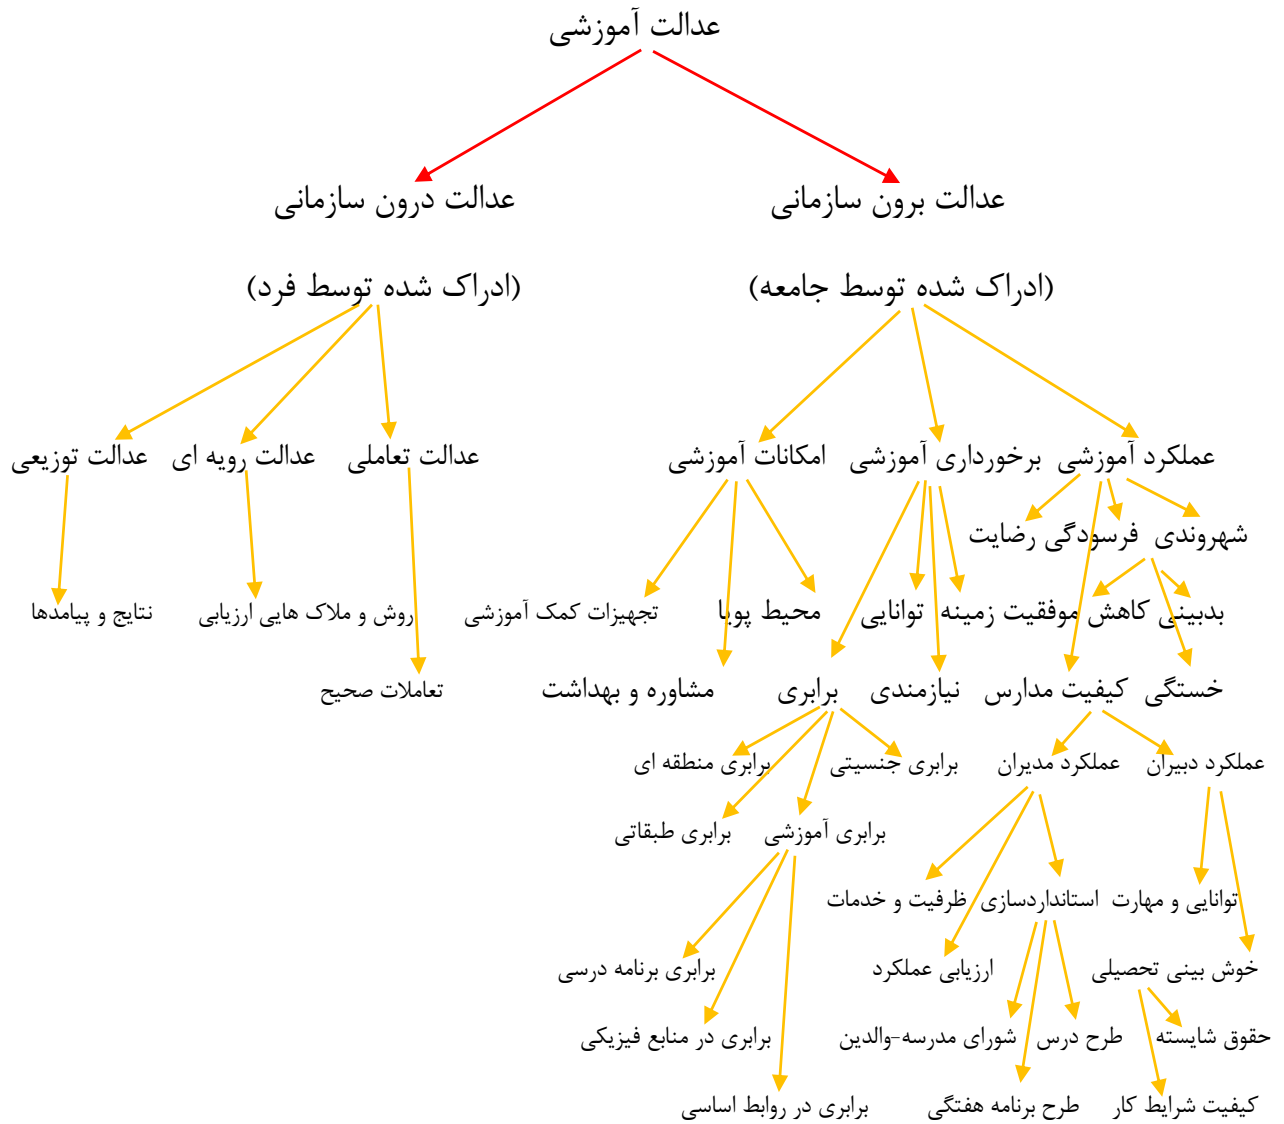 عدالت آموزشی
عدالت برون سازمانی عدالت درون سازمانی
(ادراک شده توسط جامعه) (ادراک شده توسط فرد)
عملکرد آموزشی برخورداری آموزشی امکانات آموزشی عدالت تعاملی عدالت رویه ای عدالت توزیعی
شهروندی فرسودگی رضایت
بدبینی کاهش موفقیت زمینه توانایی محیط پویا تجهیزات کمک آموزشی روش و ملاک هایی ارزیابی نتایج و پیامدها
خستگی کیفیت مدارس نیازمندی برابری مشاوره و بهداشت تعاملات صحیح
عملکرد دبیران عملکرد مدیران برابری جنسیتی برابری منطقه ای
برابری آموزشی برابری طبقاتی
توانایی و مهارت استانداردسازی ظرفیت و خدمات
خوش بینی تحصیلی ارزیابی عملکرد برابری برنامه درسی
حقوق شایسته طرح درس شورای مدرسه-والدین برابری در منابع فیزیکی
کیفیت شرایط کار طرح برنامه هفتگی برابری در روابط اساسی